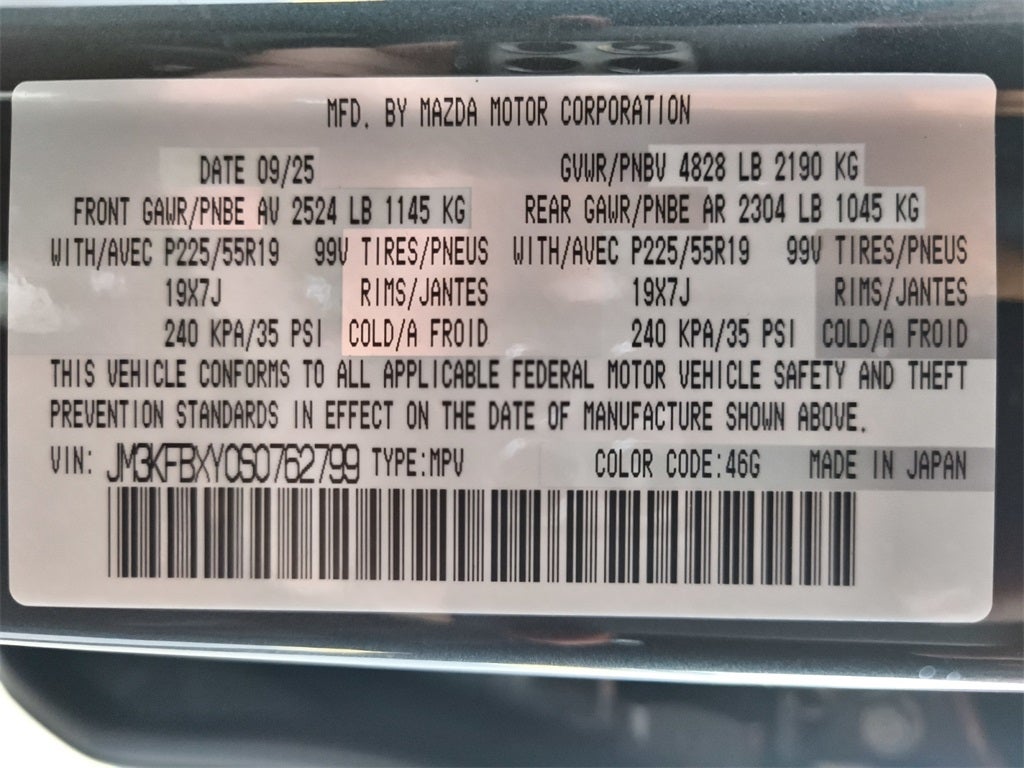 MFD. BY MAZDA MOTOR CORPORATION
DATE 09/25 GVWR/PNBV 4828 LB 2190 KG
FRONT GAWR/PNBE AV 2524 LB 1145 KG REAR GAWR/PNBE AR 2304 LB 1045 KG
WITH/AVEC P225/55R19 99V TIRES/PNEUS WITH/AVEC P225/55R19 99V TIRES/PNEUS
19X7J RIMS/JANTES 19X7J RIMS/JANTES
240 KPA/35 PSI COLD/A FROID 240 KPA/35 PSI COLD/A FROID
THIS VEHICLE CONFORMS TO ALL APPLICABLE FEDERAL MOTOR VEHICLE SAFETY AND THEFT
PREVENTION STANDARDS IN EFFECT ON THE DATE OF MANUFACTURE SHOWN ABOVE.
VIN: JM3KFBXY0S0762799 TYPE:MPV COLOR CODE:46G MADE IN JAPAN